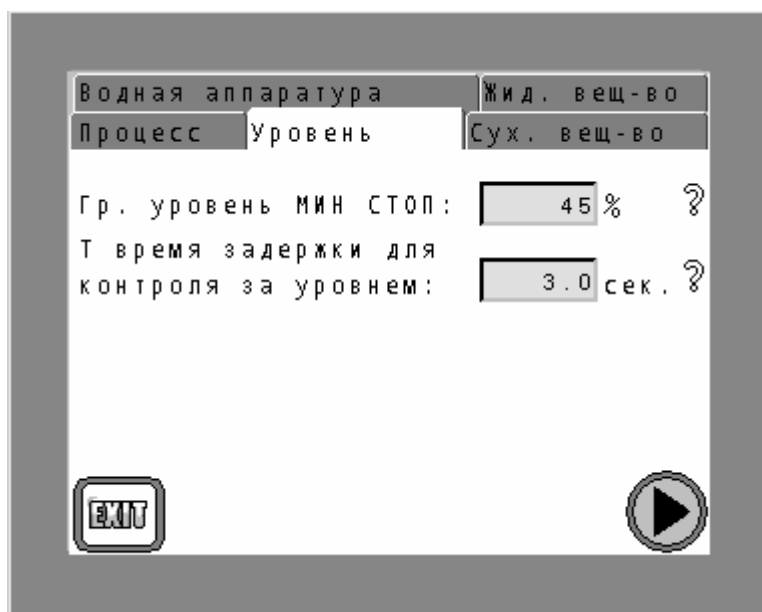 Водная аппаратура
Жид. вещ-во
Процесс
Уровень
Сух. вещ-во
Гр. уровень МИН СТОП: 45 % ?
Т время задержки для
контроля за уровнем: 3.0 сек. ?
EXIT